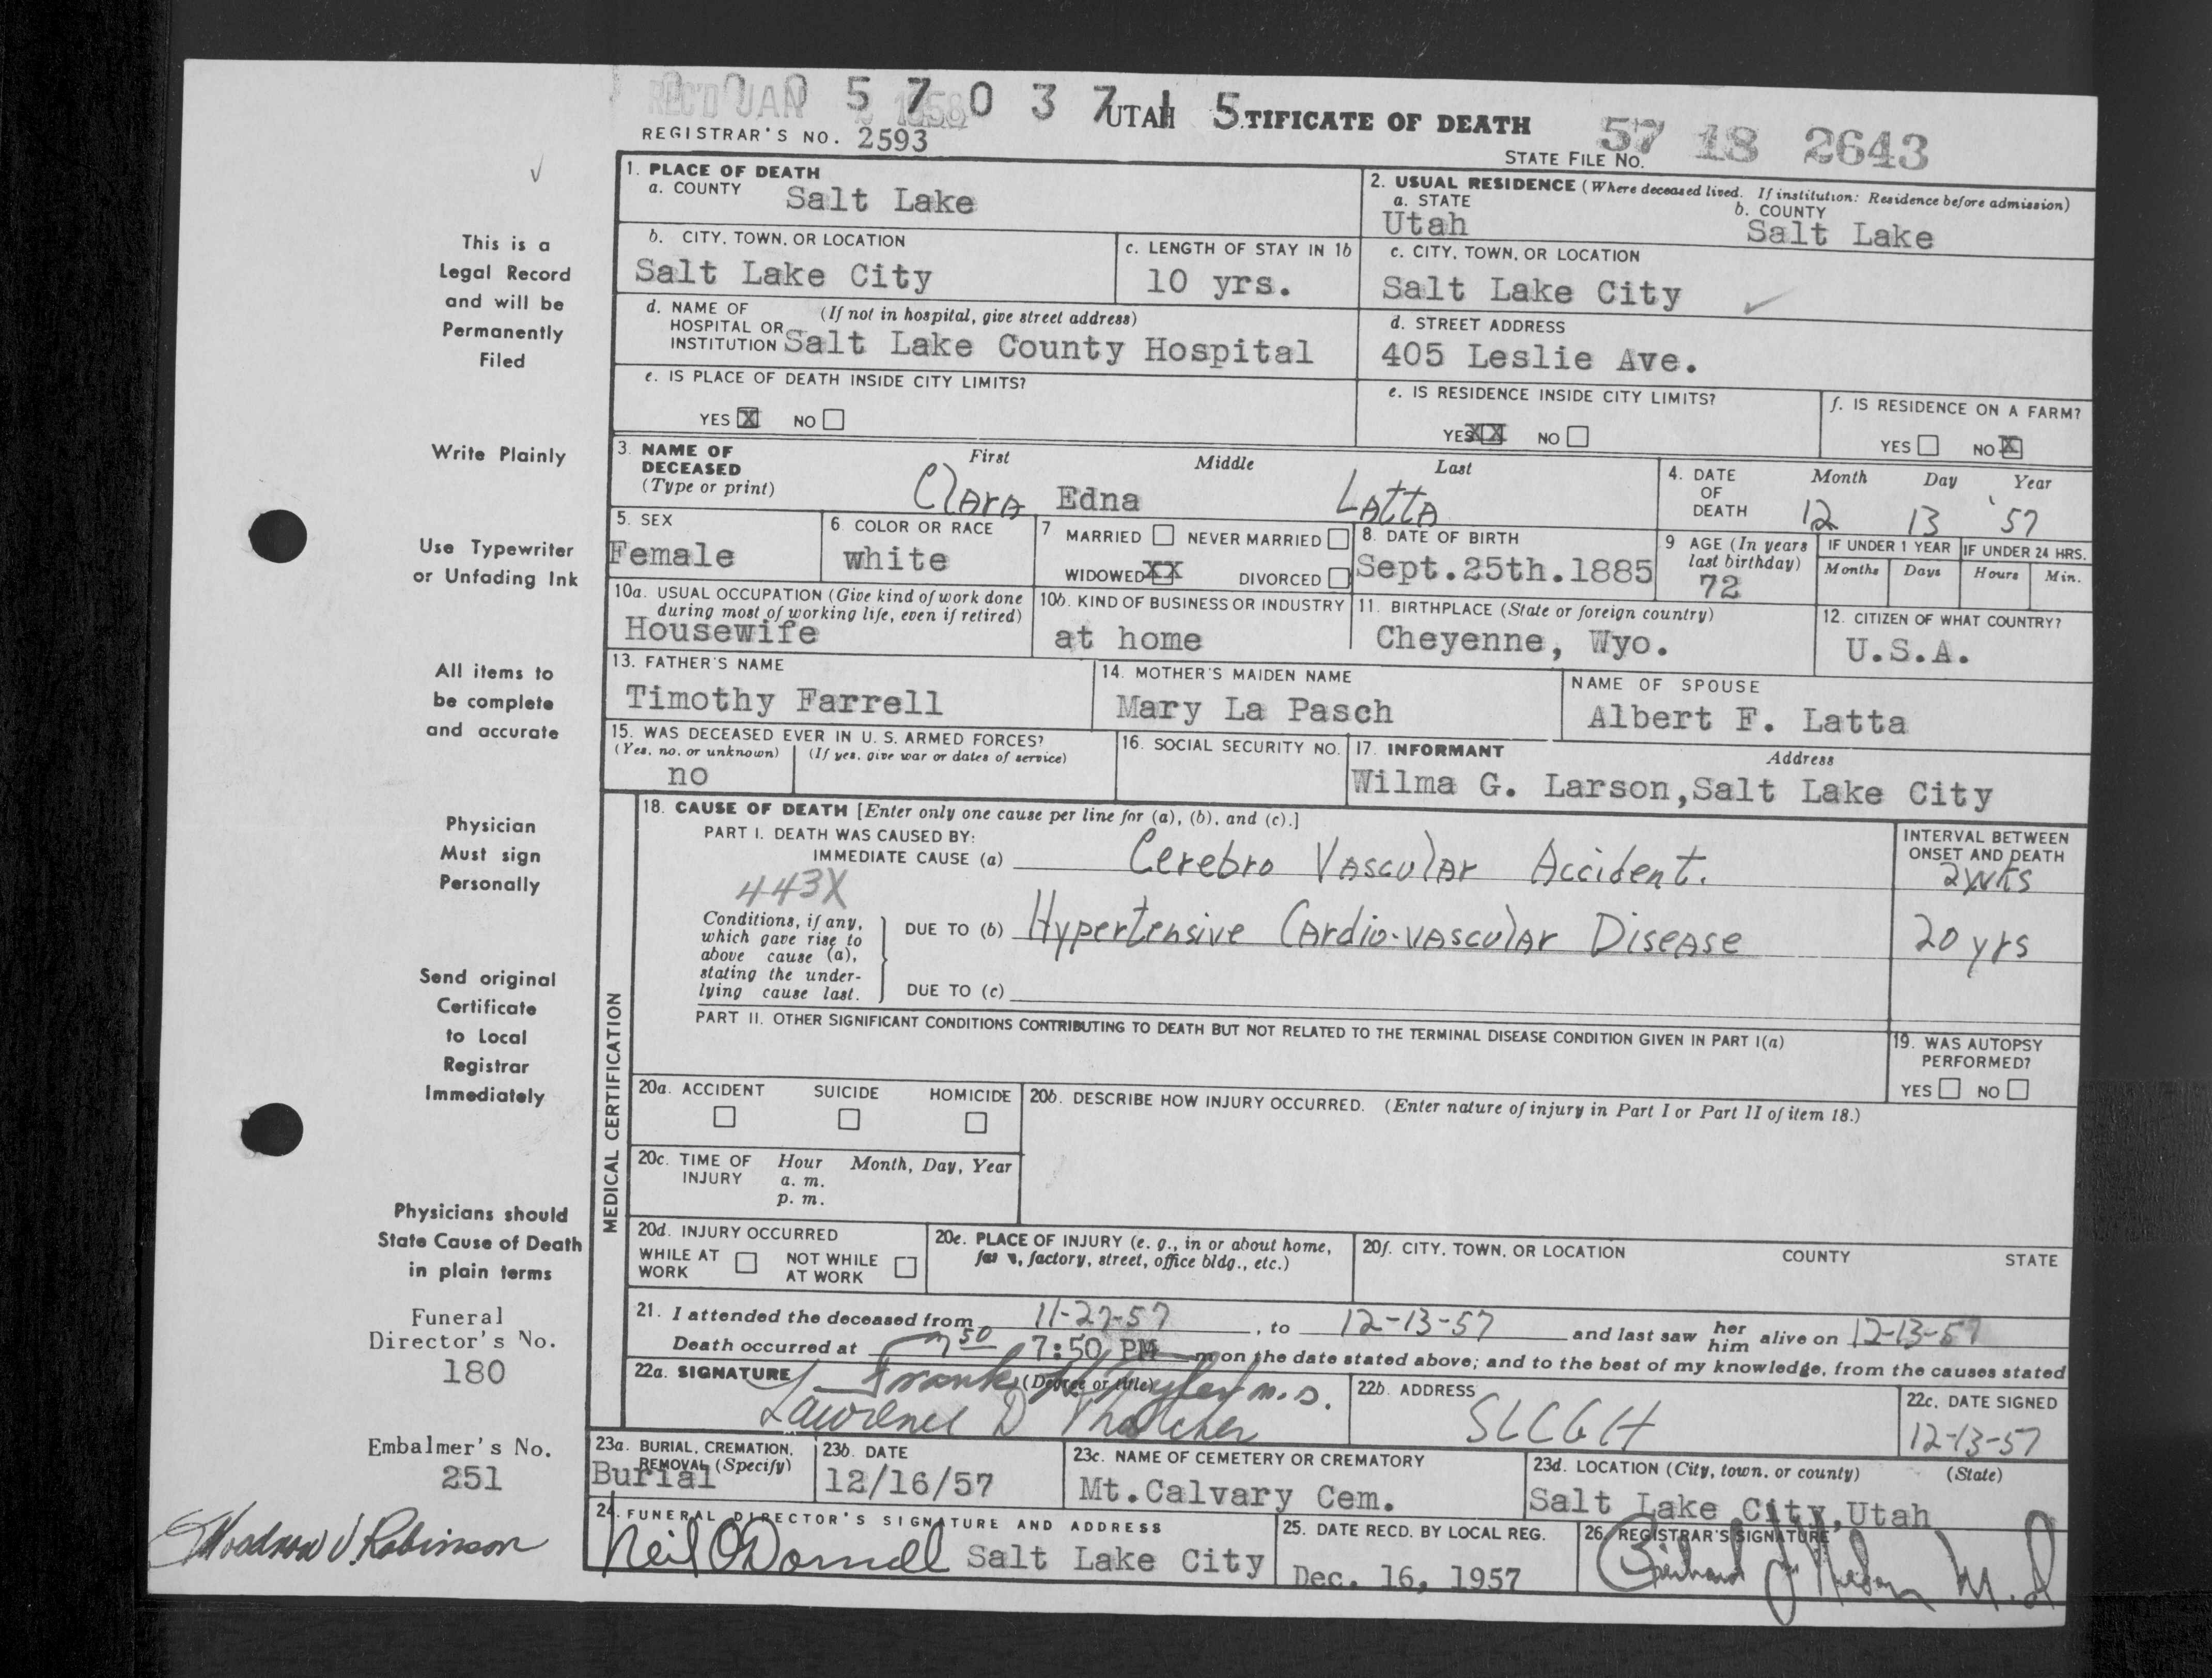 REC'D JAN 1958
0 5 7 0 3 7 1 5
UTAH TIFICATE OF DEATH
REGISTRAR'S NO. 2593
STATE FILE NO. 57 18 2643
1. PLACE OF DEATH
a. COUNTY Salt Lake
2. USUAL RESIDENCE (Where deceased lived. If institution: Residence before admission)
a. STATE Utah
b. COUNTY Salt Lake
b. CITY, TOWN, OR LOCATION
Salt Lake City
c. LENGTH OF STAY IN 1b
10 yrs.
c. CITY, TOWN, OR LOCATION
Salt Lake City
d. NAME OF HOSPITAL OR INSTITUTION
(If not in hospital, give street address)
Salt Lake County Hospital
d. STREET ADDRESS
405 Leslie Ave.
e. IS PLACE OF DEATH INSIDE CITY LIMITS?
YES X NO
e. IS RESIDENCE INSIDE CITY LIMITS?
YES XX NO
f. IS RESIDENCE ON A FARM?
YES NO X
3. NAME OF DECEASED (Type or print)
First Middle Last
Clara Edna Latta
4. DATE OF DEATH
Month Day Year
12 13 '57
5. SEX
Female
6. COLOR OR RACE
white
7 MARRIED NEVER MARRIED
WIDOWED XX DIVORCED
8. DATE OF BIRTH
Sept.25th.1885
9 AGE (In years last birthday)
72
IF UNDER 1 YEAR
Months Days
IF UNDER 24 HRS.
Hours Min.
10a. USUAL OCCUPATION (Give kind of work done during most of working life, even if retired)
Housewife
10b. KIND OF BUSINESS OR INDUSTRY
at home
11. BIRTHPLACE (State or foreign country)
Cheyenne, Wyo.
12. CITIZEN OF WHAT COUNTRY?
U.S.A.
13. FATHER'S NAME
Timothy Farrell
14. MOTHER'S MAIDEN NAME
Mary La Pasch
NAME OF SPOUSE
Albert F. Latta
15. WAS DECEASED EVER IN U. S. ARMED FORCES?
(Yes, no, or unknown) (If yes, give war or dates of service)
no
16. SOCIAL SECURITY NO.
17. INFORMANT Address
Wilma G. Larson,Salt Lake City
MEDICAL CERTIFICATION
18. CAUSE OF DEATH [Enter only one cause per line for (a), (b), and (c).]
PART I. DEATH WAS CAUSED BY:
IMMEDIATE CAUSE (a) Cerebro Vascular Accident.
INTERVAL BETWEEN ONSET AND DEATH
2 wks
443X
Conditions, if any, which gave rise to above cause (a), stating the underlying cause last.
DUE TO (b) Hypertensive Cardio-vascular Disease
20 yrs
DUE TO (c)
PART II. OTHER SIGNIFICANT CONDITIONS CONTRIBUTING TO DEATH BUT NOT RELATED TO THE TERMINAL DISEASE CONDITION GIVEN IN PART I(a)
19. WAS AUTOPSY PERFORMED?
YES NO
20a. ACCIDENT SUICIDE HOMICIDE
20b. DESCRIBE HOW INJURY OCCURRED. (Enter nature of injury in Part I or Part II of item 18.)
20c. TIME OF INJURY
Hour Month, Day, Year
a. m.
p. m.
20d. INJURY OCCURRED
WHILE AT WORK NOT WHILE AT WORK
20e. PLACE OF INJURY (e. g., in or about home, factory, street, office bldg., etc.)
20f. CITY, TOWN, OR LOCATION COUNTY STATE
21. I attended the deceased from 11-27-57, to 12-13-57 and last saw her him alive on 12-13-57
Death occurred at 7 50 7:50 PM m on the date stated above; and to the best of my knowledge, from the causes stated
22a. SIGNATURE (Degree or title)
Frank m.D.
Lawrence D Thatcher
22b. ADDRESS
SLCGH
22c. DATE SIGNED
12-13-57
23a. BURIAL, CREMATION, REMOVAL (Specify)
Burial
23b. DATE
12/16/57
23c. NAME OF CEMETERY OR CREMATORY
Mt.Calvary Cem.
23d. LOCATION (City, town, or county) (State)
Salt Lake City,Utah
24. FUNERAL DIRECTOR'S SIGNATURE AND ADDRESS
Neil O'Donnell Salt Lake City
25. DATE RECD. BY LOCAL REG.
Dec. 16, 1957
26. REGISTRAR'S SIGNATURE
M.D
This is a
Legal Record
and will be
Permanently
Filed
Write Plainly
Use Typewriter
or Unfading Ink
All items to
be complete
and accurate
Physician
Must sign
Personally
Send original
Certificate
to Local
Registrar
Immediately
Physicians should
State Cause of Death
in plain terms
Funeral
Director's No.
180
Embalmer's No.
251
Woodrow J Robinson